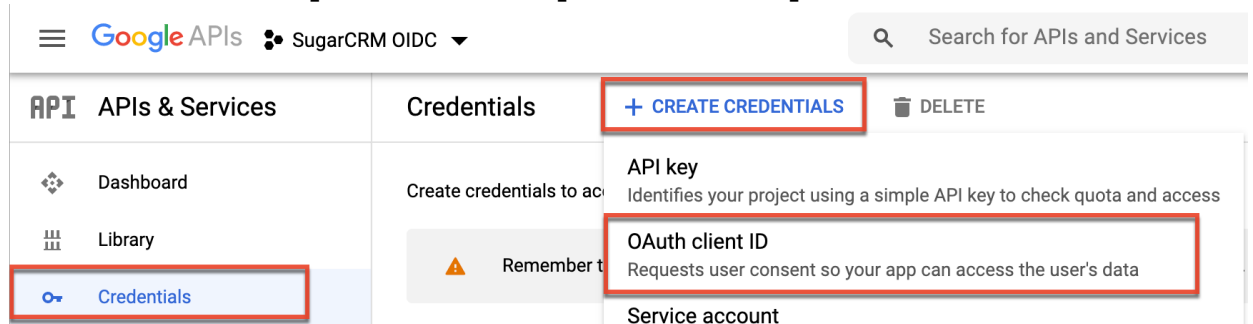 Google APIs SugarCRM OIDC Search for APIs and Services
API APIs & Services Credentials + CREATE CREDENTIALS DELETE
API key
Identifies your project using a simple API key to check quota and access
Dashboard
Create credentials to
OAuth client ID
Requests user consent so your app can access the user's data
Library
Remember
Credentials
Service account